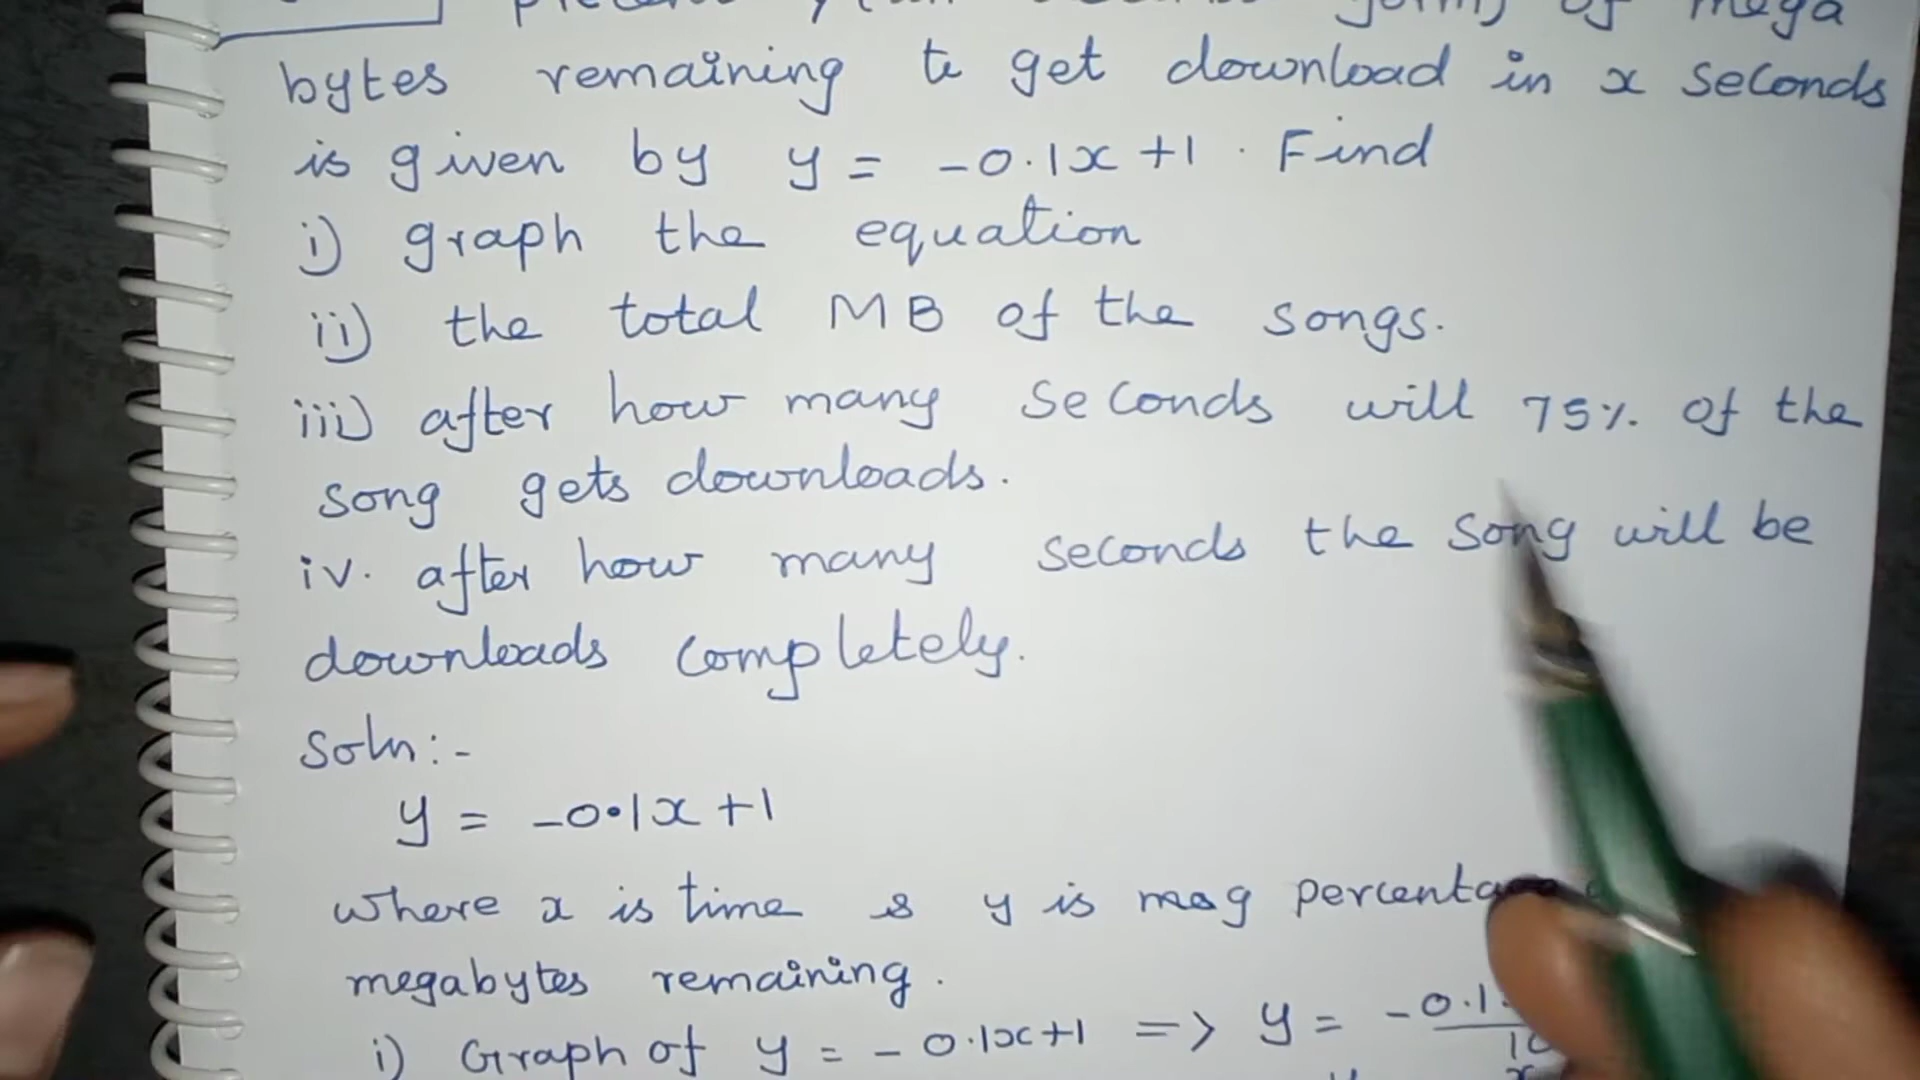 of mega
bytes remaining to get download in x seconds
is given by y = -0.1x +1 . Find
i) graph the equation
ii) the total MB of the songs.
iii) after how many seconds will 75% of the
song gets downloads.
iv. after how many seconds the song will be
downloads completely.
Soln:-
y = -0.1x +1
where x is time & y is mag percentage
megabytes remaining.
i) Graph of y = -0.1x+1 => y = -0.1